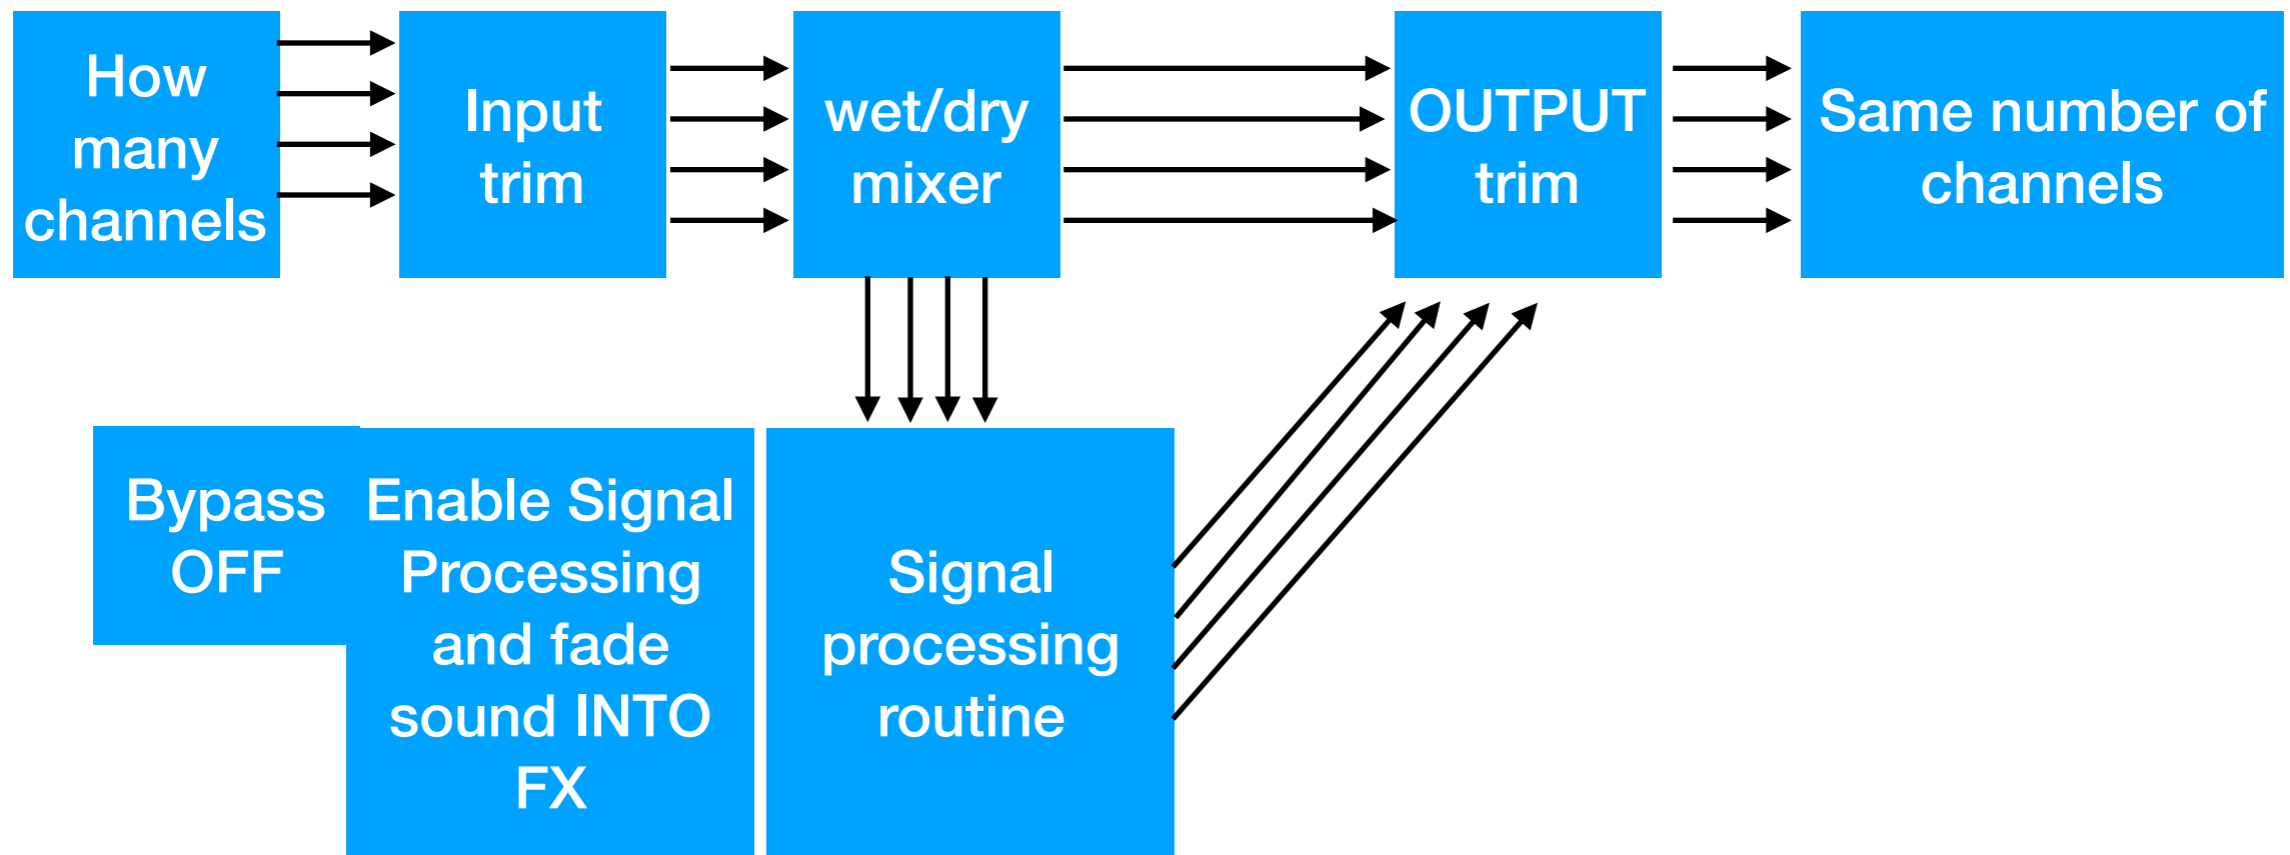 How
many
channels
Input
trim
wet/dry
mixer
OUTPUT
trim
Same number of
channels
Bypass
OFF
Enable Signal
Processing
and fade
sound INTO
FX
Signal
processing
routine